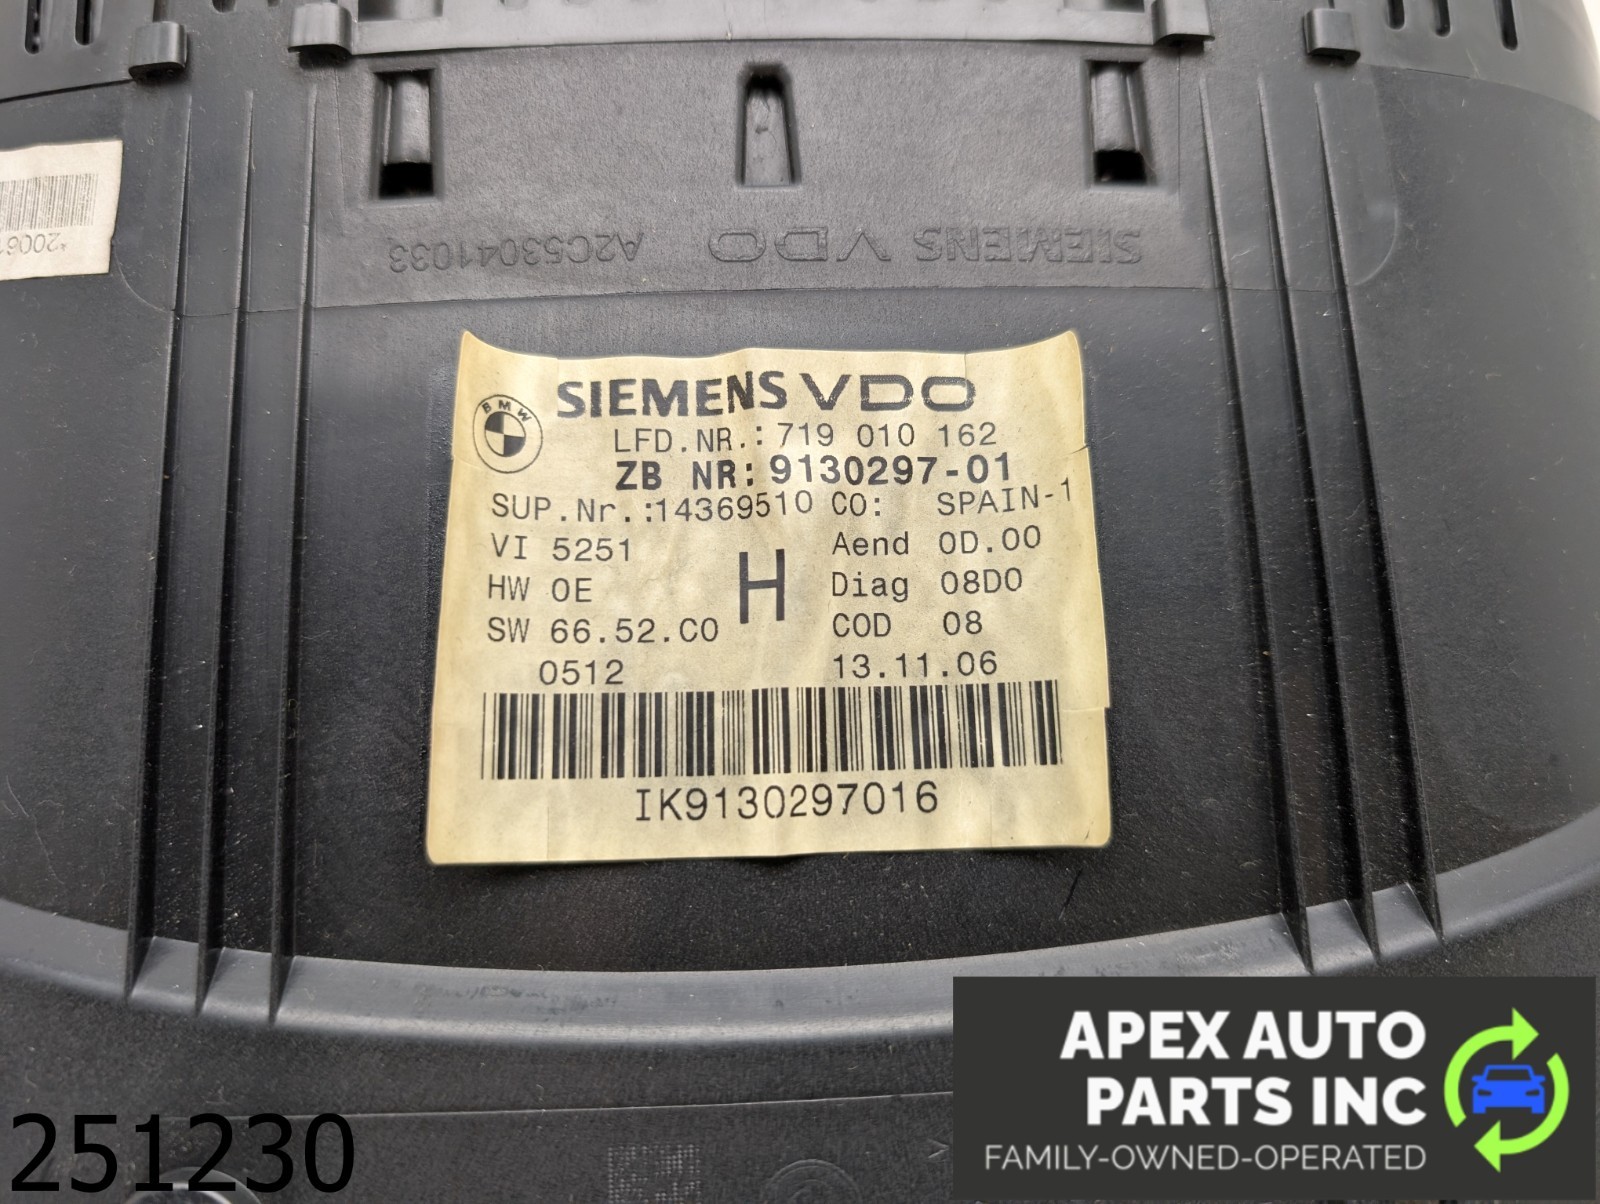 *2006
SIEMENS VDO A2C53041033
BMW
SIEMENS VDO
LFD.NR.: 719 010 162
ZB NR: 9130297-01
SUP.Nr.:14369510 CO: SPAIN-1
VI 5251 Aend 0D.00
HW 0E H Diag 08D0
SW 66.52.C0 COD 08
0512 13.11.06
IK9130297016
251230
APEX AUTO
PARTS INC
FAMILY-OWNED-OPERATED